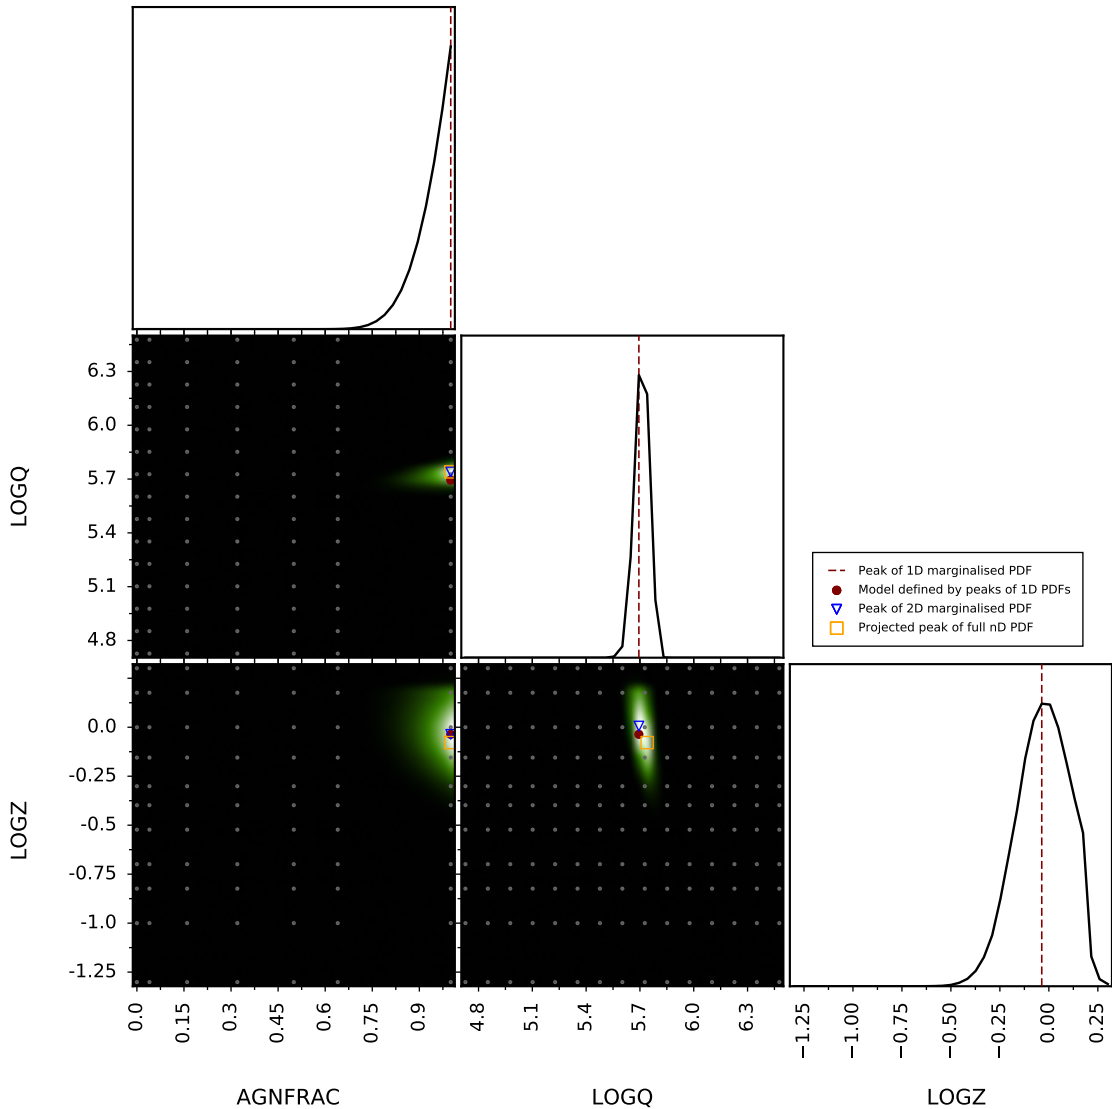 6.3
6.0
5.7
5.4
5.1
4.8
LOGQ
Peak of 1D marginalised PDF
Model defined by peaks of 1D PDFs
Peak of 2D marginalised PDF
Projected peak of full nD PDF
0.0
-0.25
-0.5
-0.75
-1.0
-1.25
LOGZ
0.0 0.15 0.3 0.45 0.6 0.75 0.9
4.8 5.1 5.4 5.7 6.0 6.3
−1.25 −1.00 −0.75 −0.50 −0.25 0.00 0.25
AGNFRAC LOGQ LOGZ